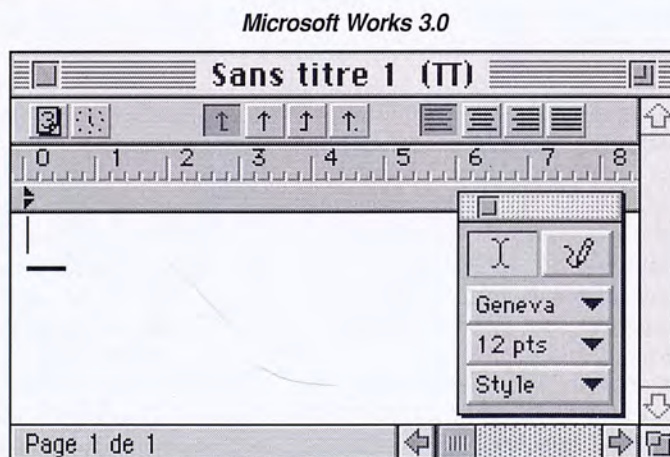 Microsoft Works 3.0
Sans titre 1 (TT)
3
0 1 2 3 4 5 6 7 8
Geneva
12 pts
Style
Page 1 de 1